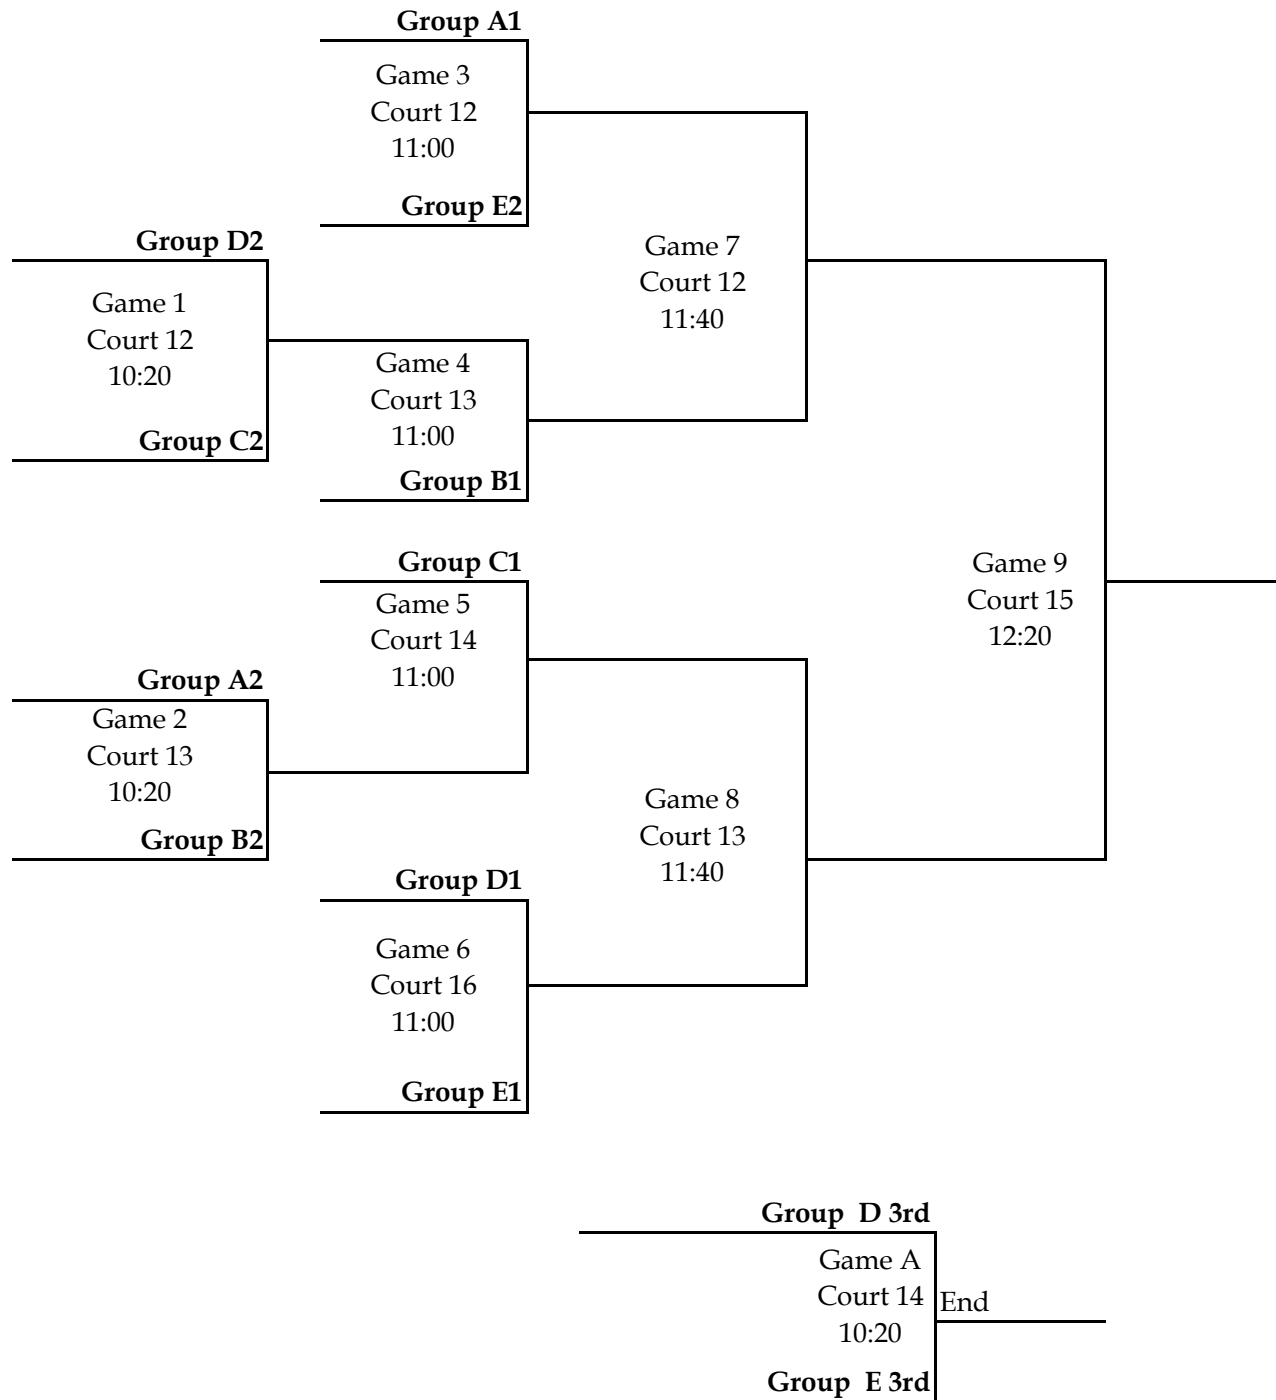 Group A1
Game 3
Court 12
11:00
Group E2
Group D2
Game 1
Court 12
10:20
Group C2
Game 7
Court 12
11:40
Game 4
Court 13
11:00
Group B1
Group C1
Game 5
Court 14
11:00
Game 9
Court 15
12:20
Group A2
Game 2
Court 13
10:20
Group B2
Game 8
Court 13
11:40
Group D1
Game 6
Court 16
11:00
Group E1
Group D 3rd
Game A
Court 14
10:20
End
Group E 3rd